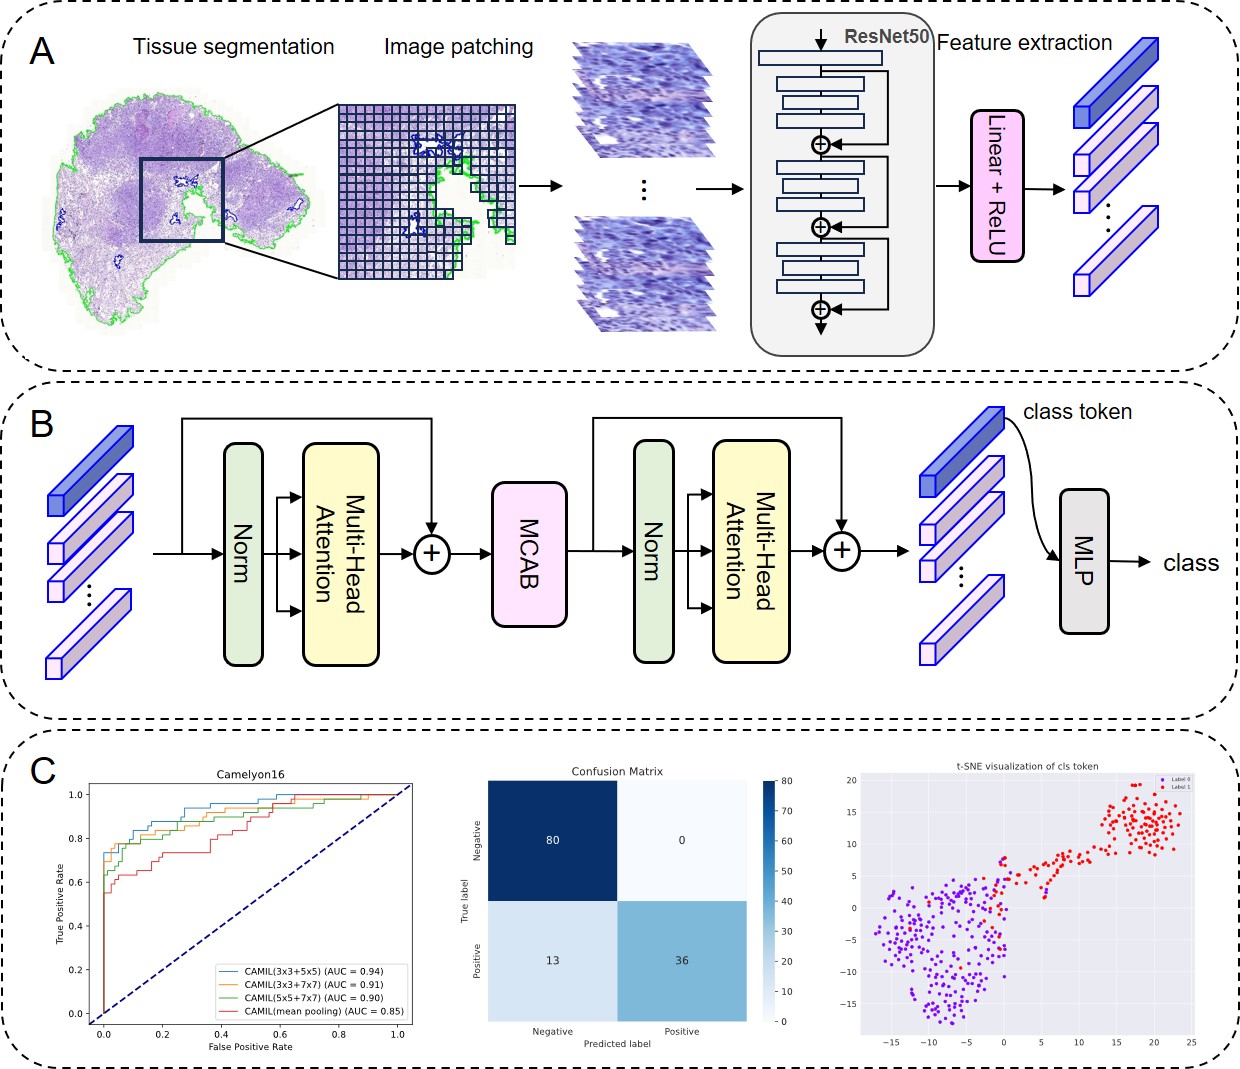 A
Tissue segmentation
Image patching
ResNet50
Feature extraction
Linear + ReLU
B
Norm
Multi-Head
Attention
MCAB
Norm
Multi-Head
Attention
class token
MLP
class
C
Camelyon16
True Positive Rate
1.0
0.8
0.6
0.4
0.2
0.0
CAMIL(3x3+5x5) (AUC = 0.94)
CAMIL(3x3+7x7) (AUC = 0.91)
CAMIL(5x5+7x7) (AUC = 0.90)
CAMIL(mean pooling) (AUC = 0.85)
0.0 0.2 0.4 0.6 0.8 1.0
False Positive Rate
Confusion Matrix
True label
Negative
Positive
80 0
13 36
Negative Positive
Predicted label
80
70
60
50
40
30
20
10
0
t-SNE visualization of cls token
Label 0
Label 1
20
15
10
5
0
−5
−10
−15
−15 −10 −5 0 5 10 15 20 25